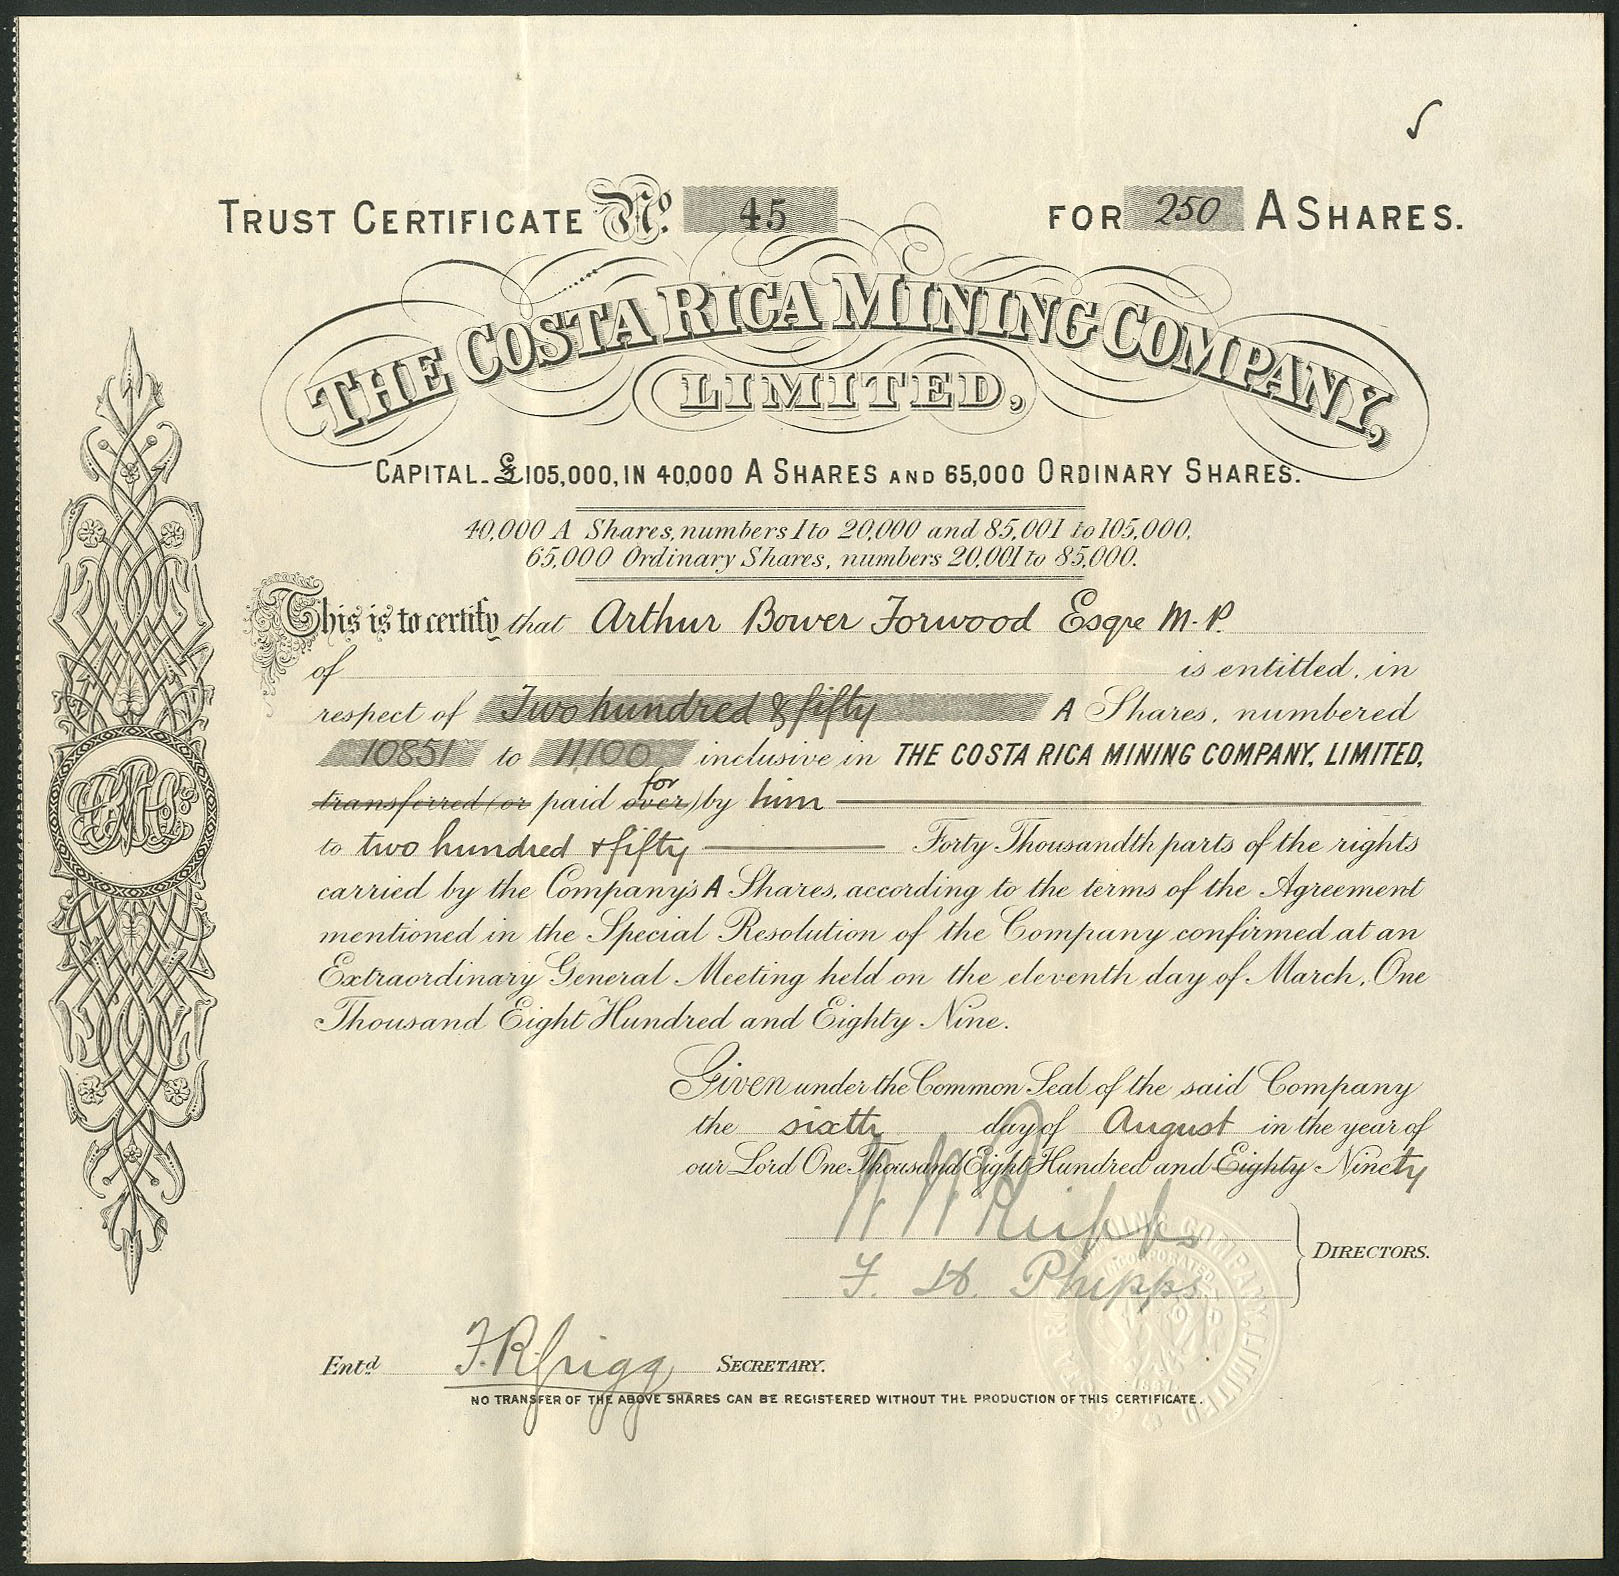 TRUST CERTIFICATE No. 45 FOR 250 A SHARES.
THE COSTA RICA MINING COMPANY,
LIMITED,
CAPITAL £105,000, IN 40,000 A SHARES AND 65,000 ORDINARY SHARES.
40,000 A Shares, numbers 1 to 20,000 and 85,001 to 105,000,
65,000 Ordinary Shares, numbers 20,001 to 85,000.
This is to certify that Arthur Bower Forwood Esqre M.P.
of is entitled, in
respect of Two hundred & fifty A Shares, numbered
10851 to 11,100 inclusive in THE COSTA RICA MINING COMPANY, LIMITED,
for
transferred (or paid over) by him
to two hundred & fifty Forty Thousandth parts of the rights
carried by the Company's A Shares, according to the terms of the Agreement
mentioned in the Special Resolution of the Company confirmed at an
Extraordinary General Meeting held on the eleventh day of March, One
Thousand Eight Hundred and Eighty Nine.
Given under the Common Seal of the said Company
the sixth day of August in the year of
our Lord One Thousand Eight Hundred and Eighty Ninety
Phipps
F. H. Phipps
DIRECTORS.
Entd F. R. Grigg SECRETARY.
NO TRANSFER OF THE ABOVE SHARES CAN BE REGISTERED WITHOUT THE PRODUCTION OF THIS CERTIFICATE.
MINING COMPANY, LIMITED
INCORPORATED